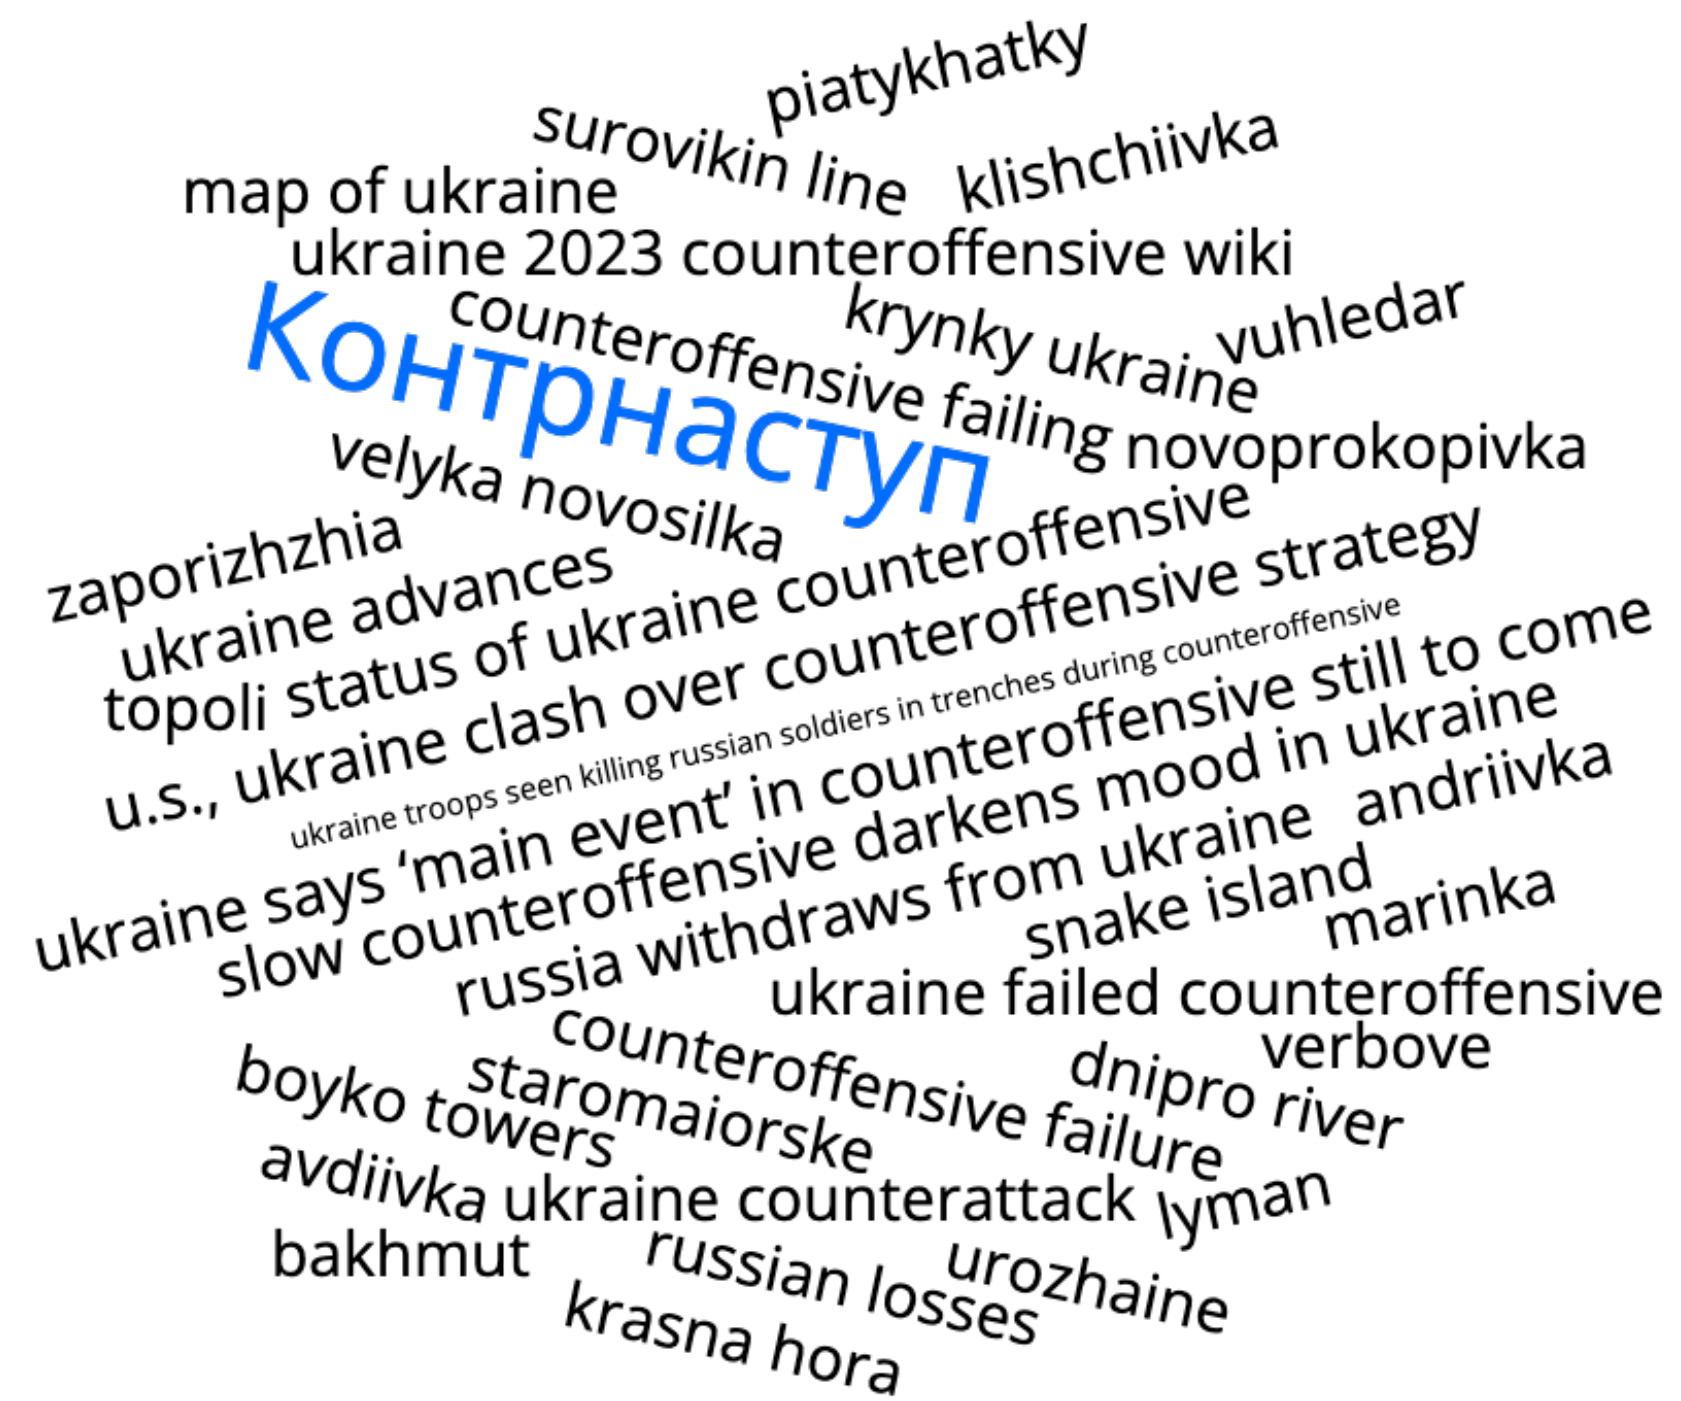 piatykhatky
surovikin line
klishchiivka
map of ukraine
ukraine 2023 counteroffensive wiki
Контрнаступ
counteroffensive failing
krynky ukraine
vuhledar
novoprokopivka
velyka novosilka
zaporizhzhia
ukraine advances
topoli
status of ukraine counteroffensive
u.s., ukraine clash over counteroffensive strategy
ukraine troops seen killing russian soldiers in trenches during counteroffensive
ukraine says ‘main event’ in counteroffensive still to come
slow counteroffensive darkens mood in ukraine
russia withdraws from ukraine
andriivka
snake island
marinka
ukraine failed counteroffensive
counteroffensive failure
verbove
dnipro river
boyko towers
staromaiorske
avdiivka
ukraine counterattack
lyman
bakhmut
russian losses
urozhaine
krasna hora